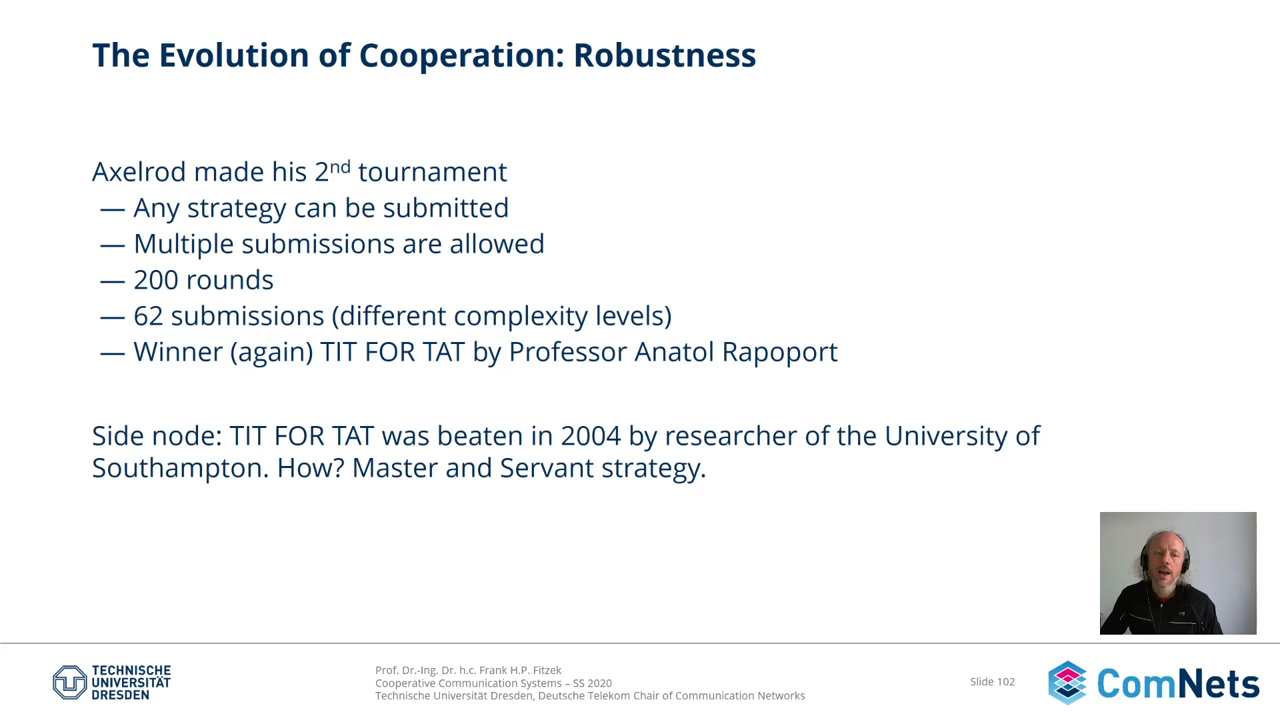 The Evolution of Cooperation: Robustness
Axelrod made his 2nd tournament
— Any strategy can be submitted
— Multiple submissions are allowed
— 200 rounds
— 62 submissions (different complexity levels)
— Winner (again) TIT FOR TAT by Professor Anatol Rapoport
Side node: TIT FOR TAT was beaten in 2004 by researcher of the University of
Southampton. How? Master and Servant strategy.
TECHNISCHE
UNIVERSITÄT
DRESDEN
Prof. Dr.-Ing. Dr. h.c. Frank H.P. Fitzek
Cooperative Communication Systems – SS 2020
Technische Universität Dresden, Deutsche Telekom Chair of Communication Networks
Slide 102
ComNets